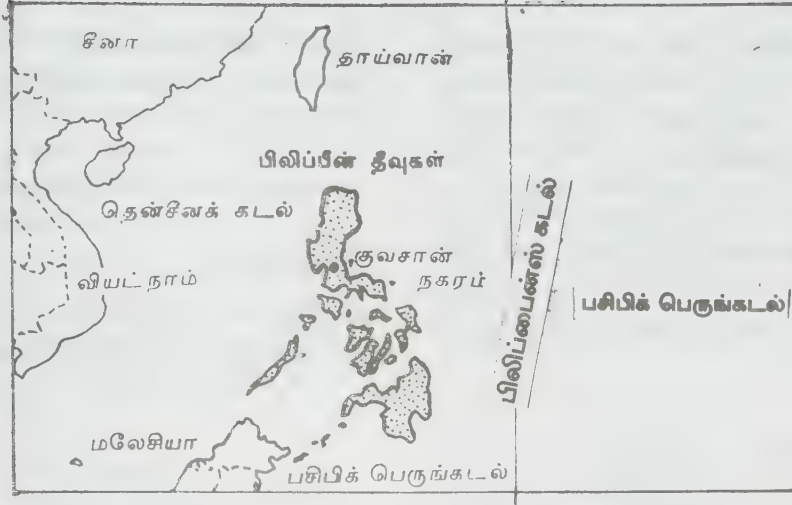 சீனா
தாய்வான்
பிலிப்பீன் தீவுகள்
தென்சீனக் கடல்
குவசான்
நகரம்
வியட்நாம்
பிலிப்பைன்ஸ் கடல்
பசிபிக் பெருங்கடல்
மலேசியா
பசிபிக் பெருங்கடல்